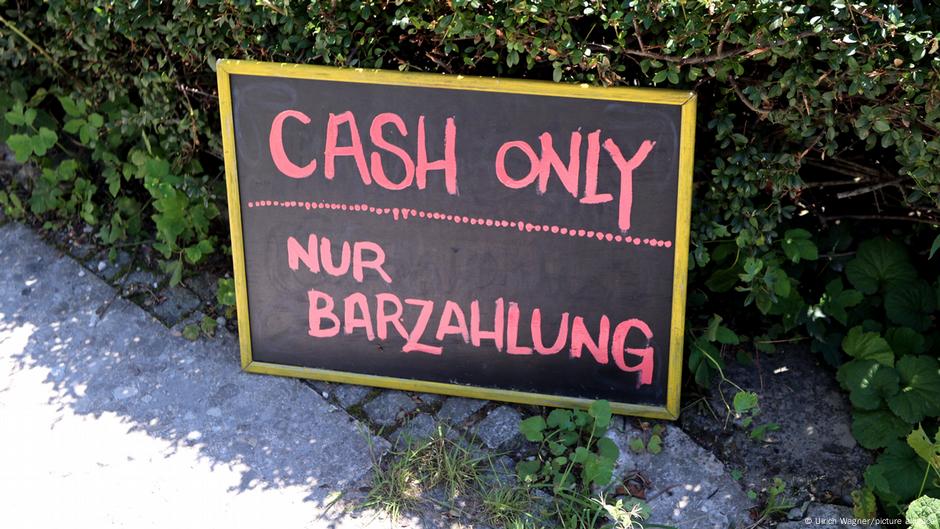 CASH ONLY
NUR
BARZAHLUNG
© Ulrich Wagner/picture alliance